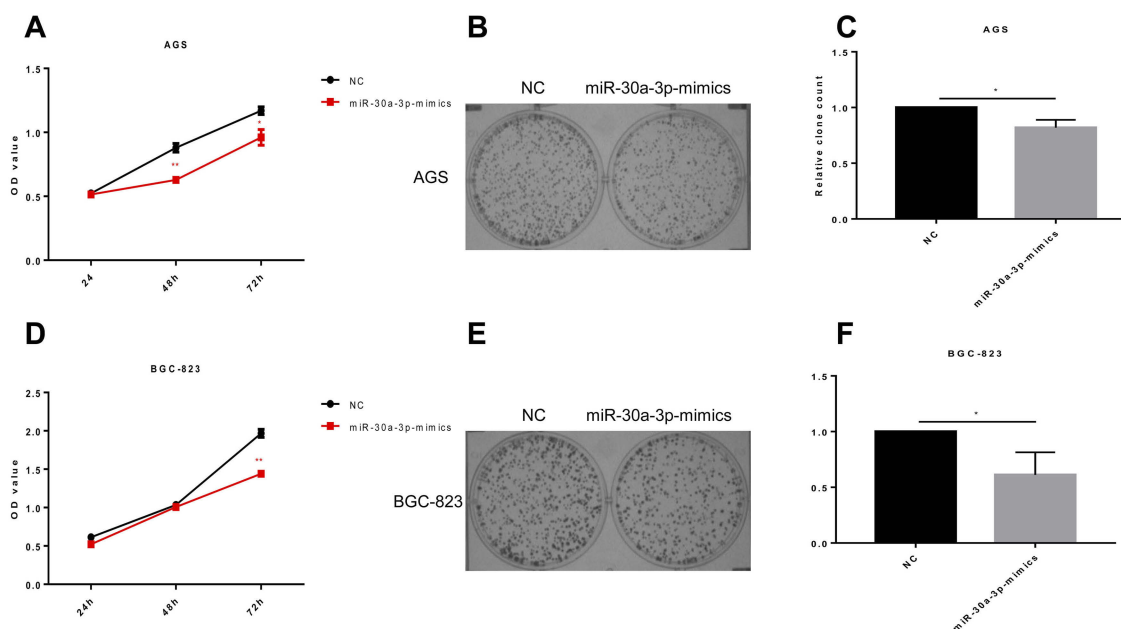 A
AGS
1.5
1.0
0.5
0.0
OD value
24
48h
72h
**
*
NC
miR-30a-3p-mimics
B
NC miR-30a-3p-mimics
AGS
C
AGS
1.5
1.0
0.5
0.0
Relative clone count
*
NC
miR-30a-3p-mimics
D
BGC-823
2.5
2.0
1.5
1.0
0.5
0.0
OD value
24h
48h
72h
**
NC
miR-30a-3p-mimics
E
NC miR-30a-3p-mimics
BGC-823
F
BGC-823
1.5
1.0
0.5
0.0
*
NC
miR-30a-3p-mimics